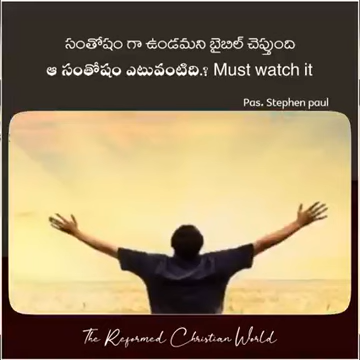 సంతోషం గా ఉండమని బైబిల్ చెప్తుంది
ఆ సంతోషం ఎటువంటిది.? Must watch it
Pas. Stephen paul
The Reformed Christian World